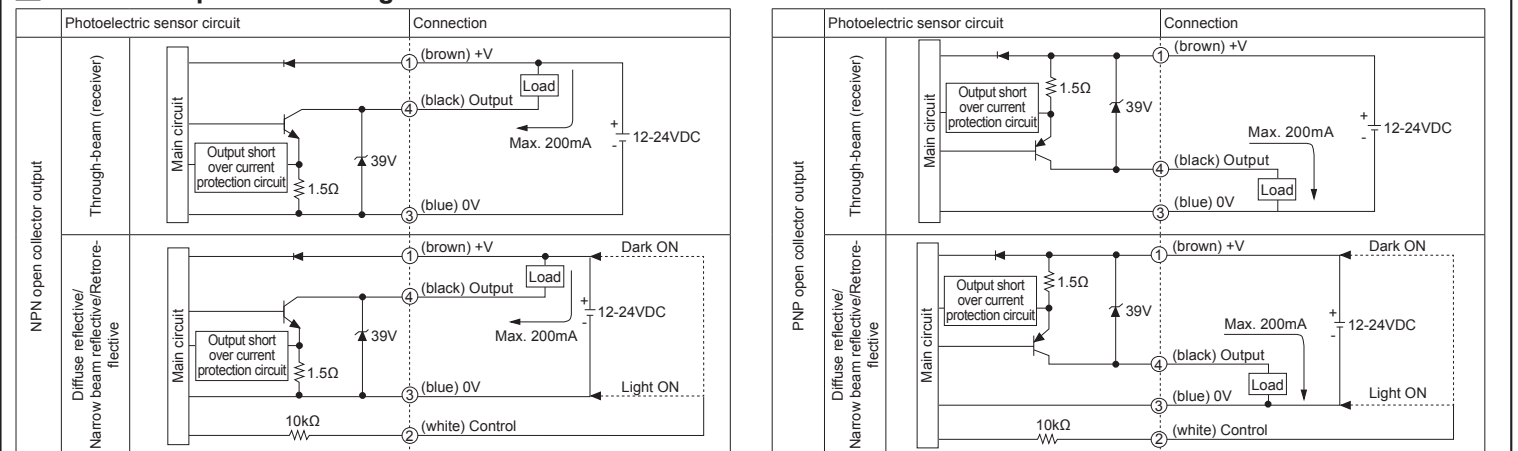 Photoelectric sensor circuit
Connection
NPN open collector output
Through-beam (receiver)
Main circuit
(brown) +V
1
Load
(black) Output
4
Max. 200mA
+
-
12-24VDC
Output short
over current
protection circuit
39V
1.5Ω
(blue) 0V
3
Diffuse reflective/
Narrow beam reflective/Retrore-
flective
Main circuit
(brown) +V
1
Dark ON
Load
(black) Output
4
+
-
12-24VDC
Max. 200mA
Output short
over current
protection circuit
39V
1.5Ω
(blue) 0V
3
Light ON
10kΩ
(white) Control
2
Photoelectric sensor circuit
Connection
PNP open collector output
Through-beam (receiver)
Main circuit
(brown) +V
1
Output short
over current
protection circuit
1.5Ω
39V
+
-
12-24VDC
Max. 200mA
(black) Output
4
Load
(blue) 0V
3
Diffuse reflective/
Narrow beam reflective/Retrore-
flective
Main circuit
(brown) +V
1
Dark ON
Output short
over current
protection circuit
1.5Ω
39V
+
-
12-24VDC
Max. 200mA
(black) Output
4
Load
(blue) 0V
3
Light ON
10kΩ
(white) Control
2